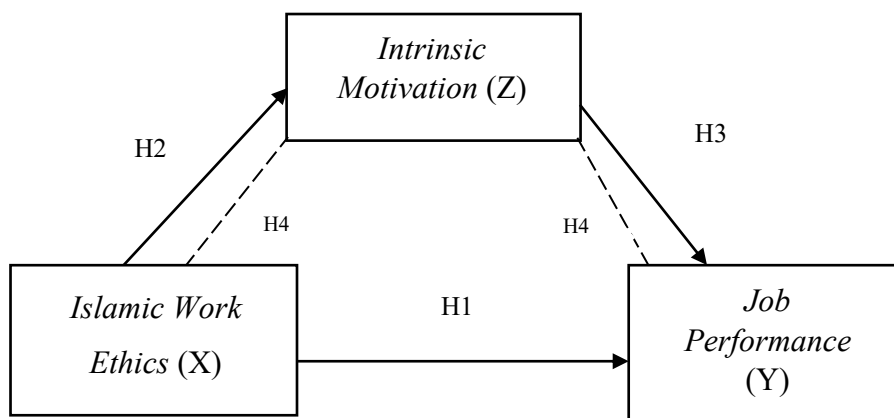 Intrinsic
Motivation (Z)
H2
H3
H4
H4
Islamic Work
Ethics (X)
H1
Job
Performance
(Y)